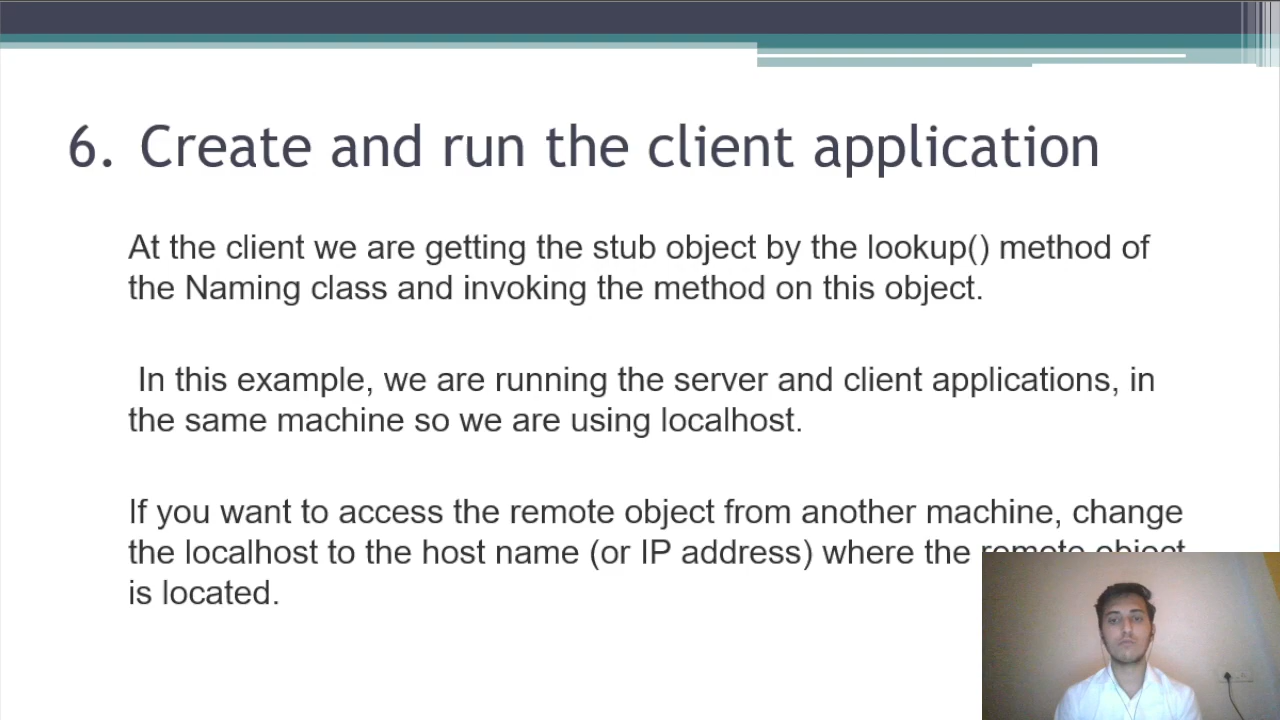 6. Create and run the client application
At the client we are getting the stub object by the lookup() method of
the Naming class and invoking the method on this object.
In this example, we are running the server and client applications, in
the same machine so we are using localhost.
If you want to access the remote object from another machine, change
the localhost to the host name (or IP address) where the remote object
is located.